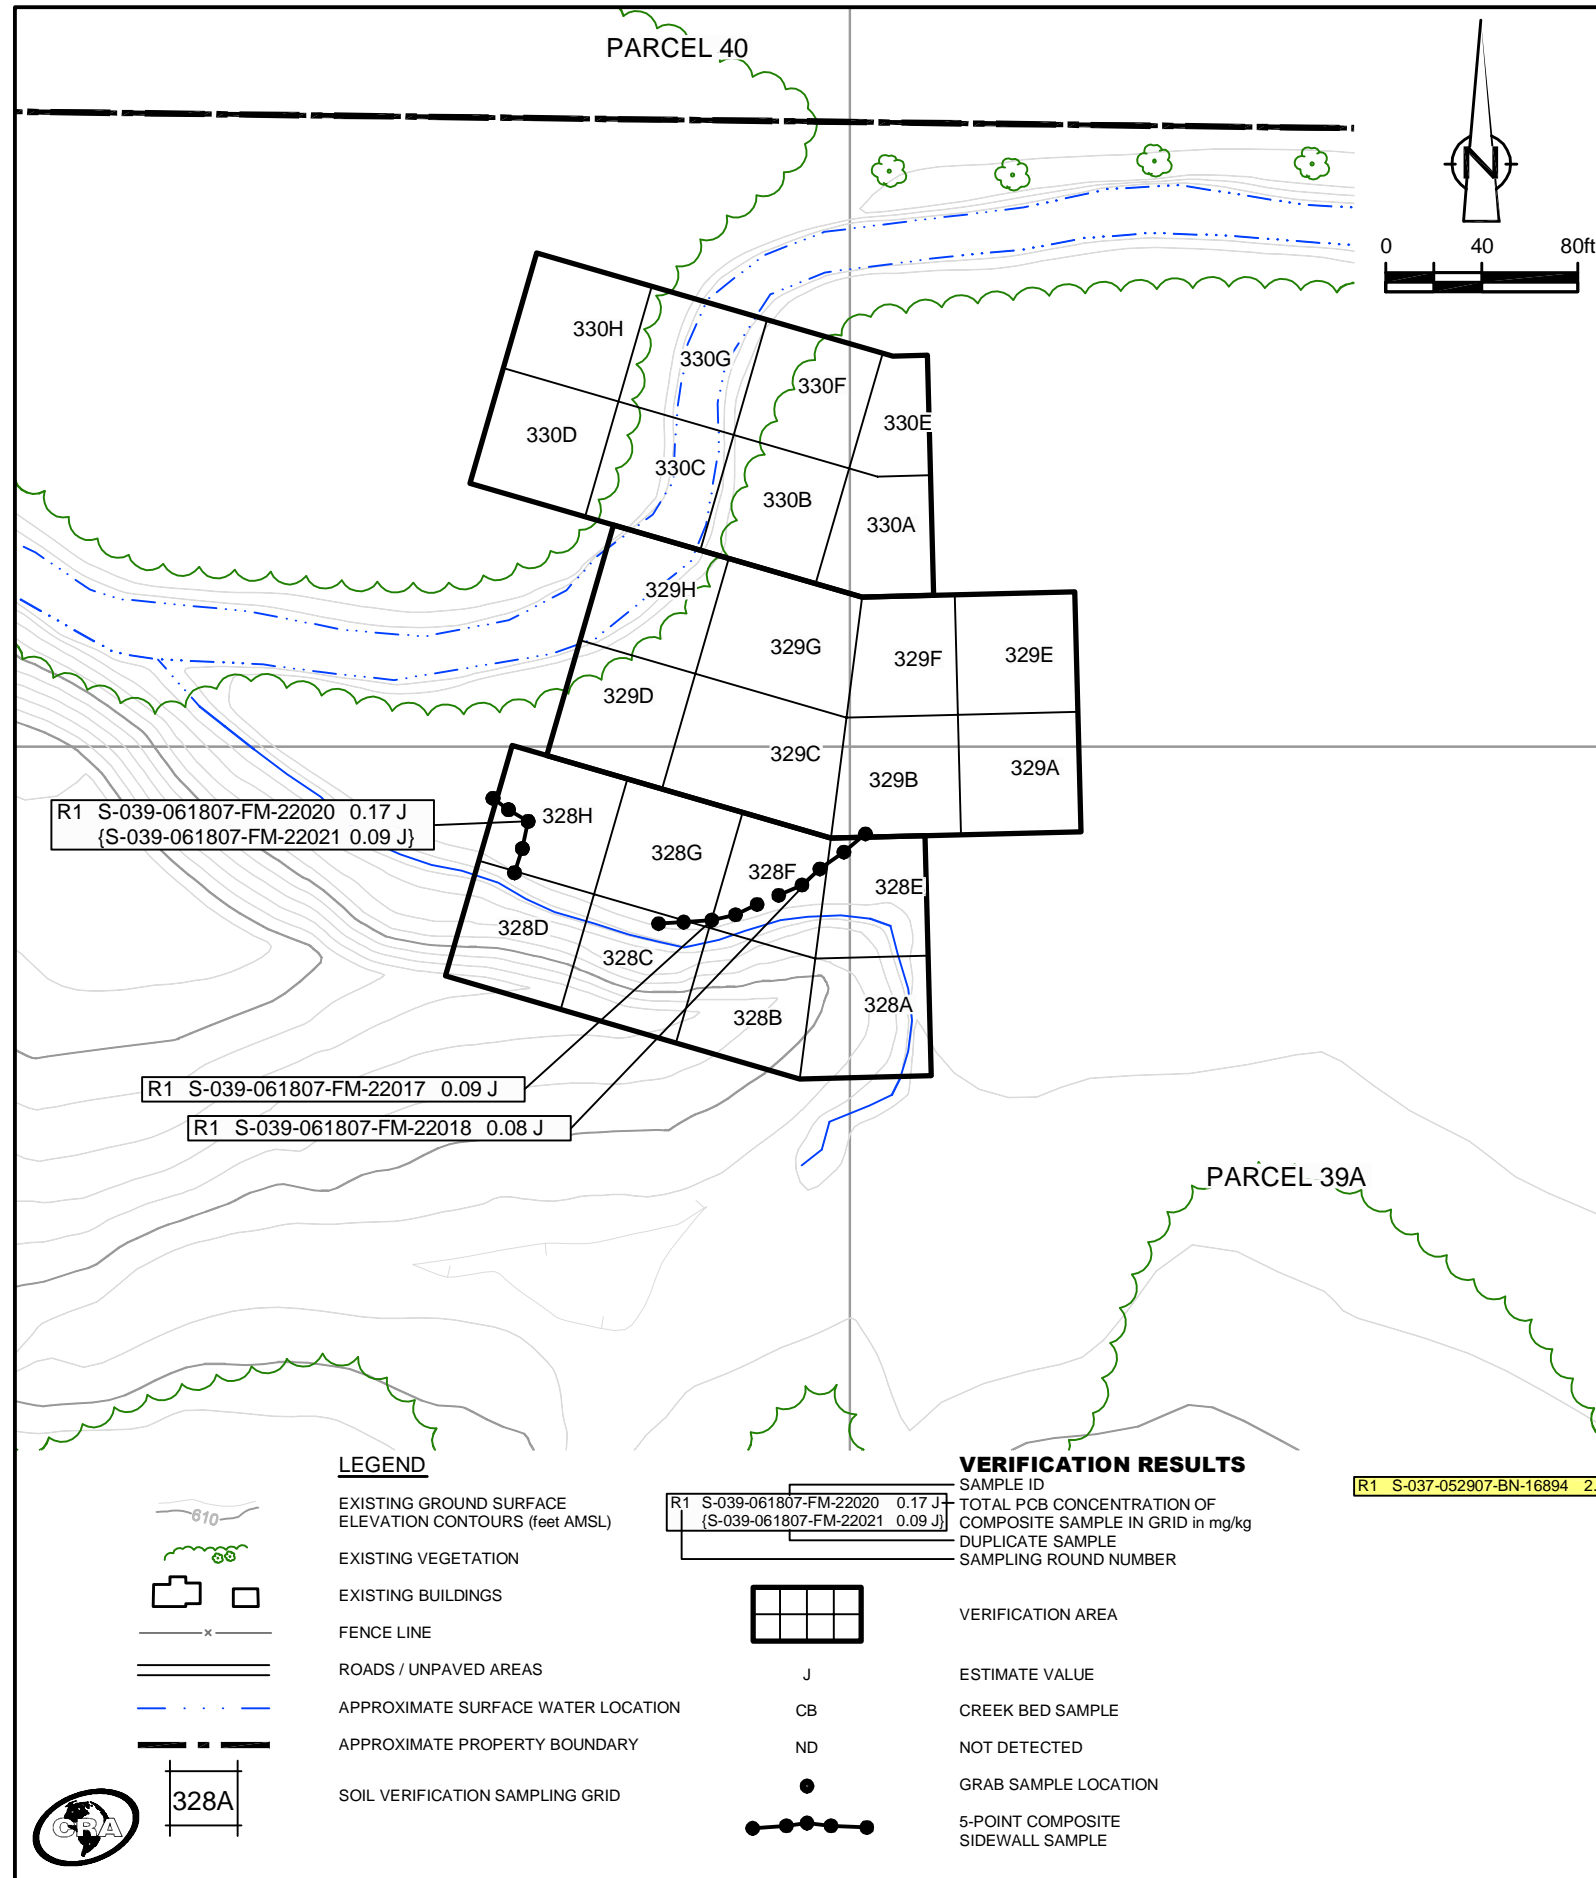 PARCEL 40
N
0 40 80ft
330H
330G
330F
330E
330D
330C
330B
330A
329H
329G
329F
329E
329D
329C
329B
329A
R1 S-039-061807-FM-22020 0.17 J
{S-039-061807-FM-22021 0.09 J}
328H
328G
328F
328E
328D
328C
328B
328A
R1 S-039-061807-FM-22017 0.09 J
R1 S-039-061807-FM-22018 0.08 J
PARCEL 39A
LEGEND
610
EXISTING GROUND SURFACE
ELEVATION CONTOURS (feet AMSL)
EXISTING VEGETATION
EXISTING BUILDINGS
x
FENCE LINE
ROADS / UNPAVED AREAS
APPROXIMATE SURFACE WATER LOCATION
APPROXIMATE PROPERTY BOUNDARY
328A
SOIL VERIFICATION SAMPLING GRID
CRA
VERIFICATION RESULTS
R1 S-039-061807-FM-22020 0.17 J
{S-039-061807-FM-22021 0.09 J}
SAMPLE ID
TOTAL PCB CONCENTRATION OF
COMPOSITE SAMPLE IN GRID in mg/kg
DUPLICATE SAMPLE
SAMPLING ROUND NUMBER
VERIFICATION AREA
J ESTIMATE VALUE
CB CREEK BED SAMPLE
ND NOT DETECTED
GRAB SAMPLE LOCATION
5-POINT COMPOSITE
SIDEWALL SAMPLE
R1 S-037-052907-BN-16894 2.